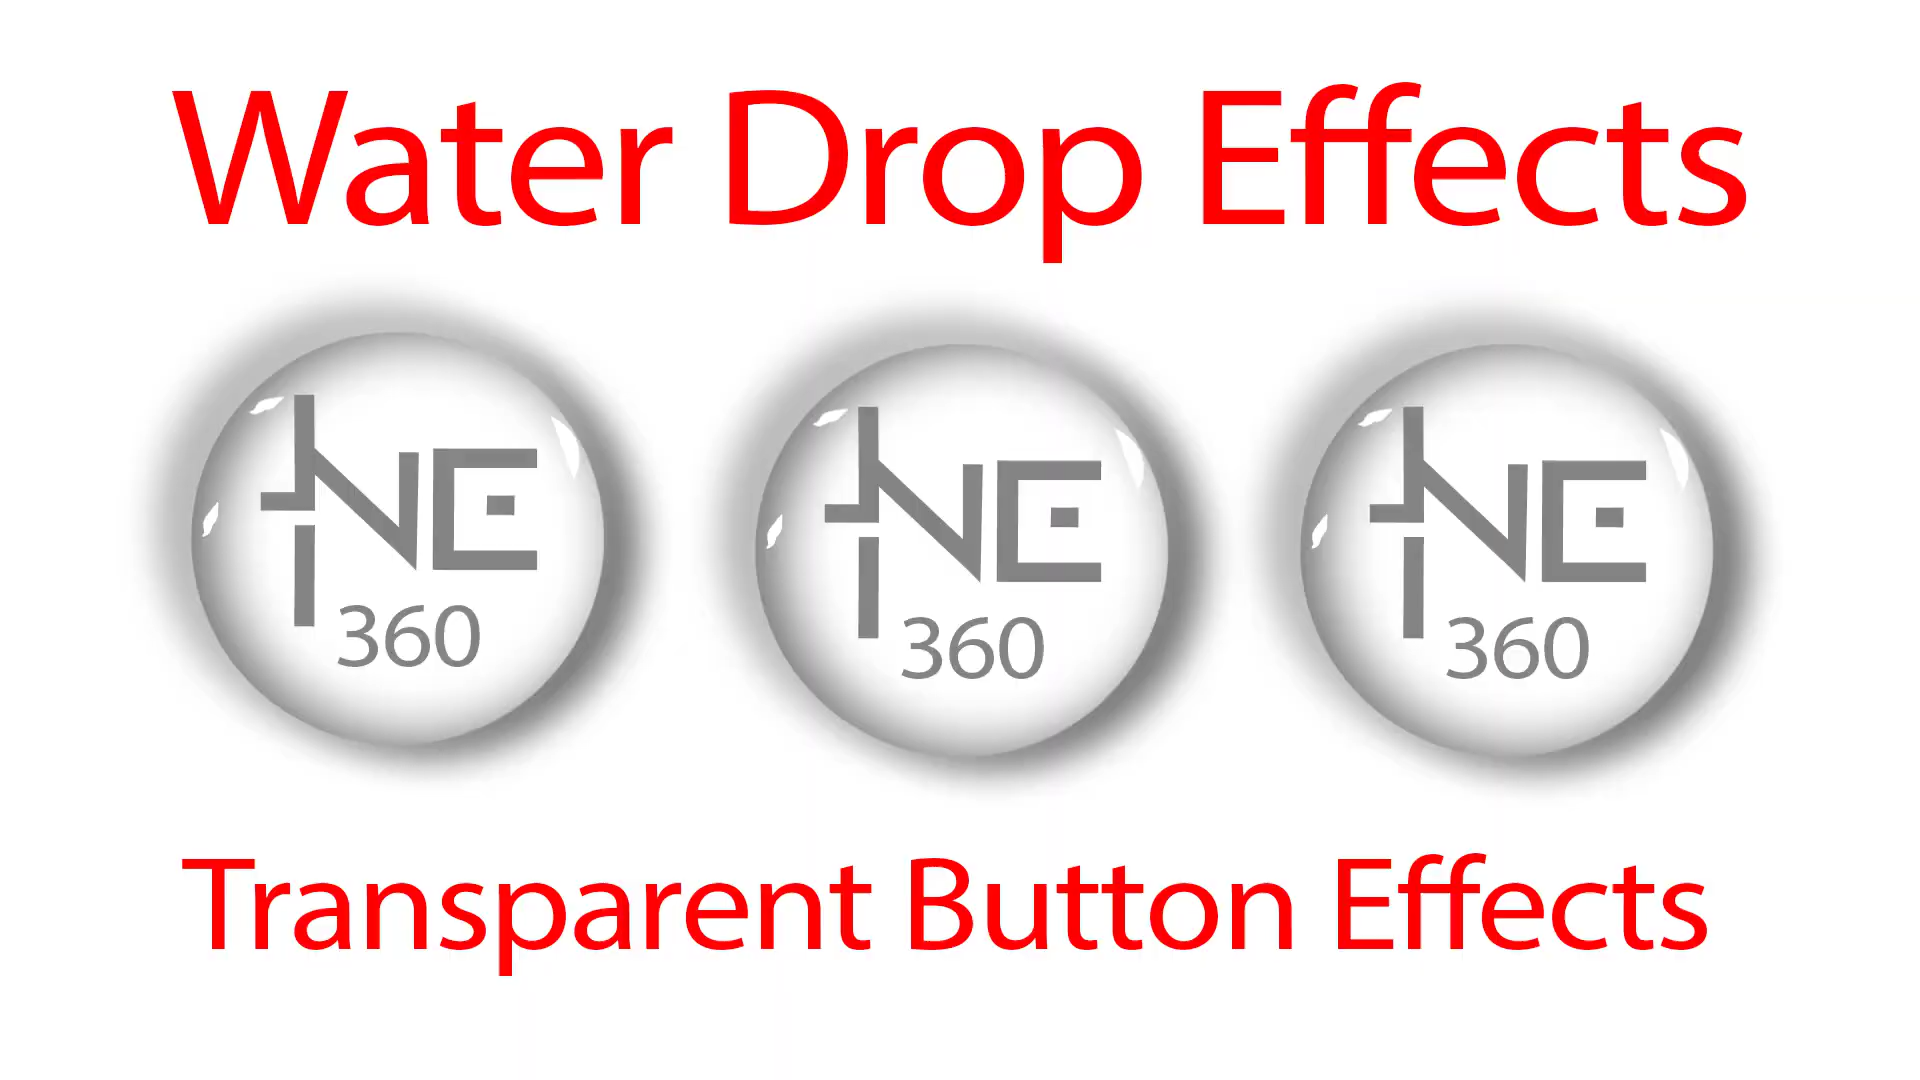 Water Drop Effects
NE NE NE
360 360 360
Transparent Button Effects